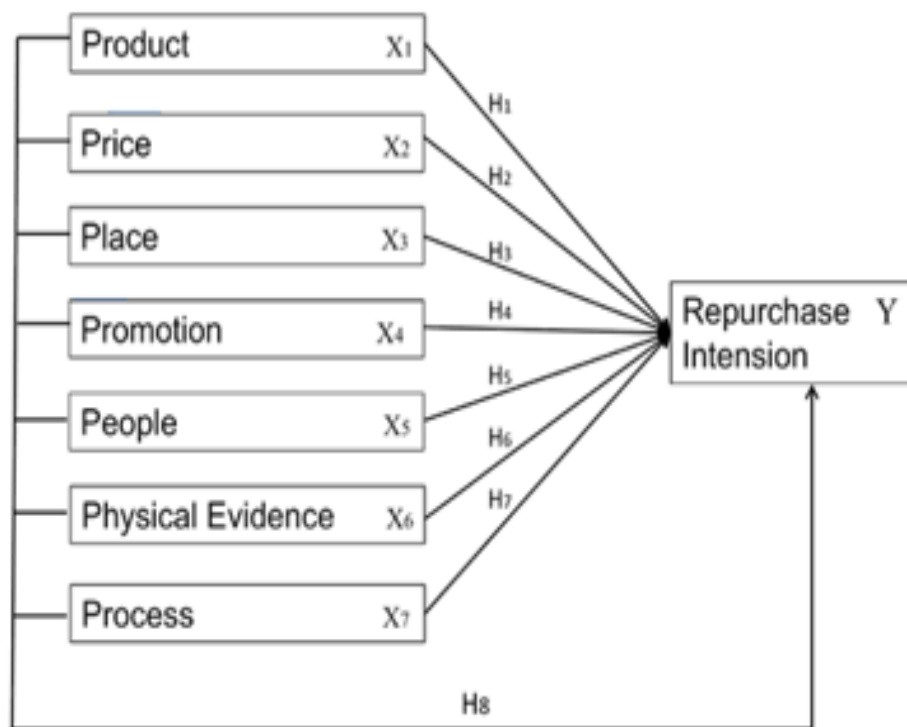 Product X1
H1
Price X2
H2
Place X3
H3
Promotion X4
H4
Repurchase Y
Intension
People X5
H5
Physical Evidence X6
H6
Process X7
H7
H8